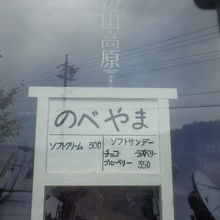 山高原
のべやま
ソフトクリーム 300
ソフトサンデー
チョコ ラズベリー
ブルーベリー 350